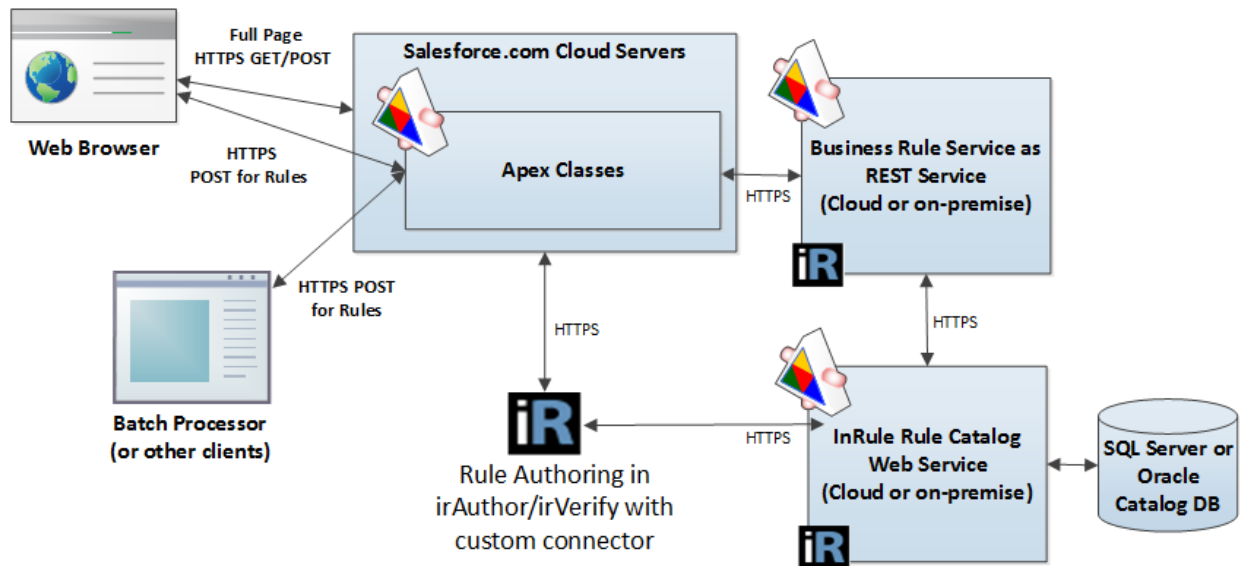 Full Page
HTTPS GET/POST
Salesforce.com Cloud Servers
Web Browser
HTTPS
POST for Rules
Apex Classes
HTTPS
Business Rule Service as
REST Service
(Cloud or on-premise)
iR
HTTPS POST
for Rules
HTTPS
HTTPS
Batch Processor
(or other clients)
iR
HTTPS
InRule Rule Catalog
Web Service
(Cloud or on-premise)
iR
SQL Server or
Oracle
Catalog DB
Rule Authoring in
irAuthor/irVerify with
custom connector